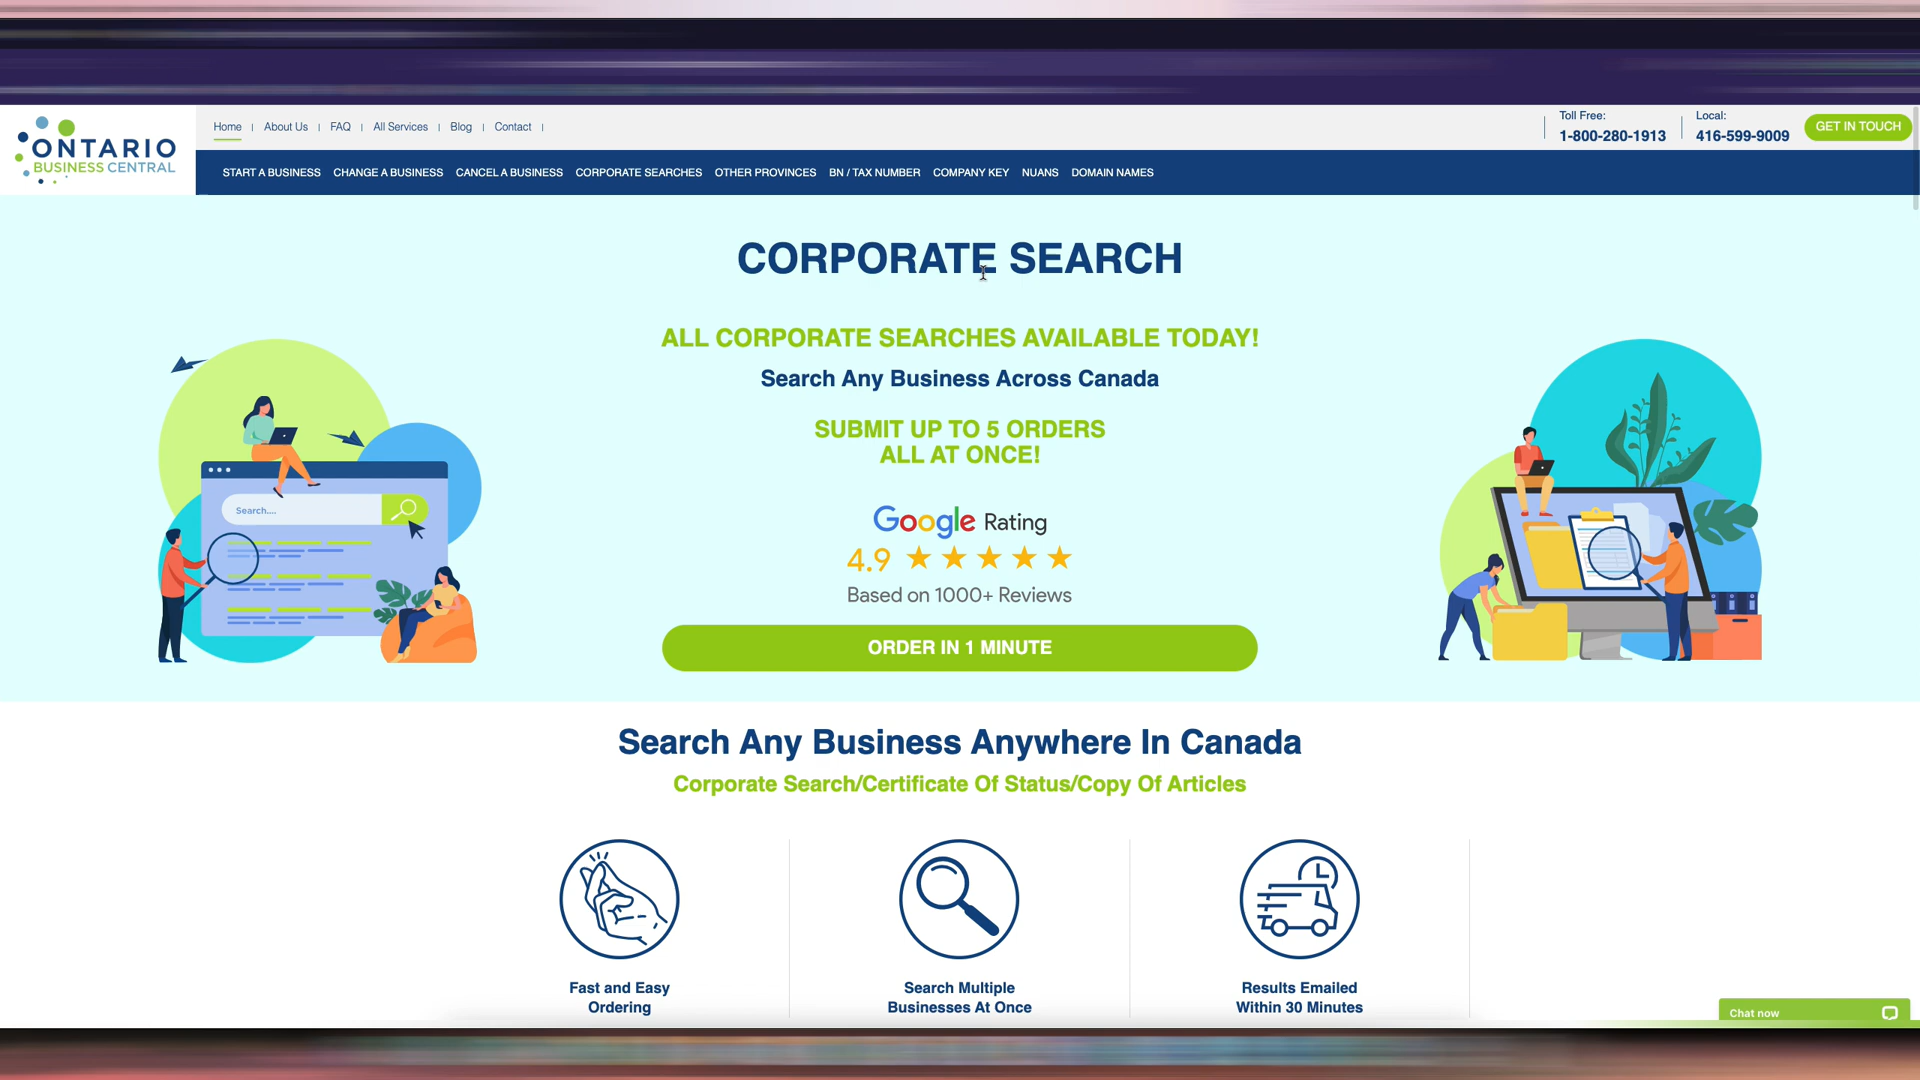 ONTARIO
BUSINESS CENTRAL
Home
About Us
FAQ
All Services
Blog
Contact
Toll Free:
1-800-280-1913
Local:
416-599-9009
GET IN TOUCH
START A BUSINESS
CHANGE A BUSINESS
CANCEL A BUSINESS
CORPORATE SEARCHES
OTHER PROVINCES
BN / TAX NUMBER
COMPANY KEY
NUANS
DOMAIN NAMES
CORPORATE SEARCH
ALL CORPORATE SEARCHES AVAILABLE TODAY!
Search Any Business Across Canada
SUBMIT UP TO 5 ORDERS
ALL AT ONCE!
Search....
Google Rating
4.9
Based on 1000+ Reviews
ORDER IN 1 MINUTE
Search Any Business Anywhere In Canada
Corporate Search/Certificate Of Status/Copy Of Articles
Fast and Easy
Ordering
Search Multiple
Businesses At Once
Results Emailed
Within 30 Minutes
Chat now